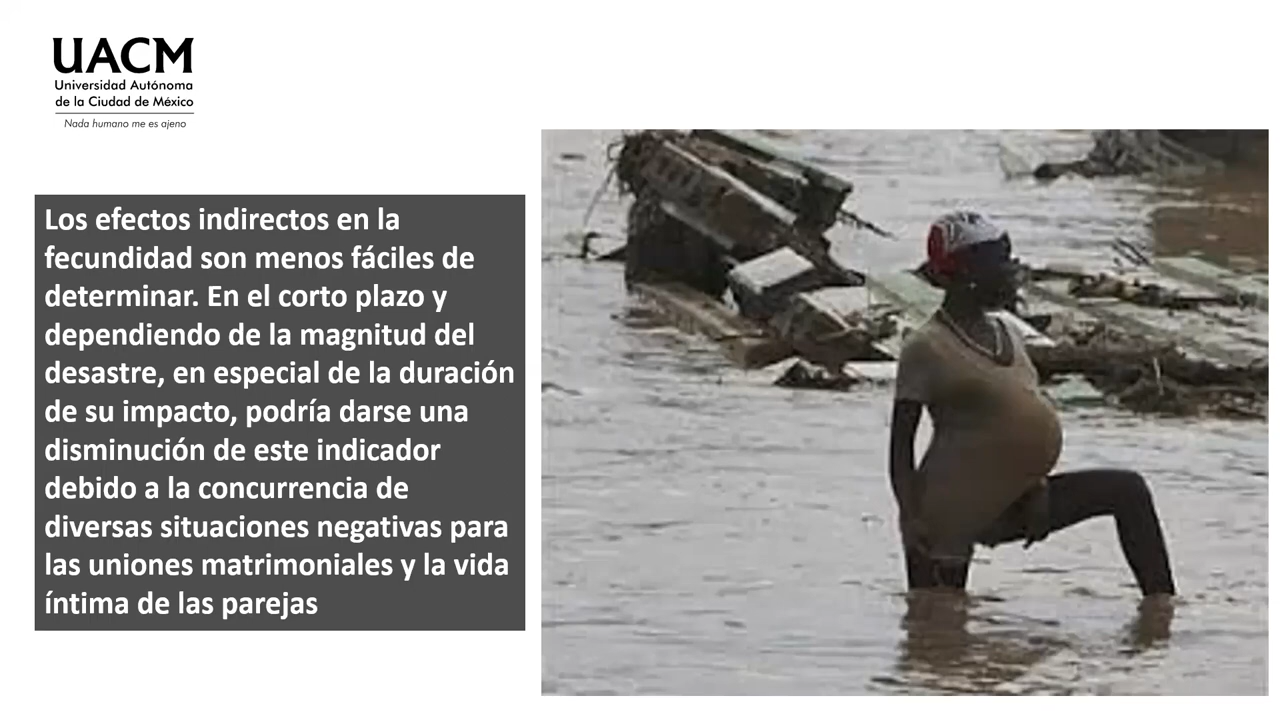 UACM
Universidad Autónoma
de la Ciudad de México
Nada humano me es ajeno
Los efectos indirectos en la
fecundidad son menos fáciles de
determinar. En el corto plazo y
dependiendo de la magnitud del
desastre, en especial de la duración
de su impacto, podría darse una
disminución de este indicador
debido a la concurrencia de
diversas situaciones negativas para
las uniones matrimoniales y la vida
íntima de las parejas